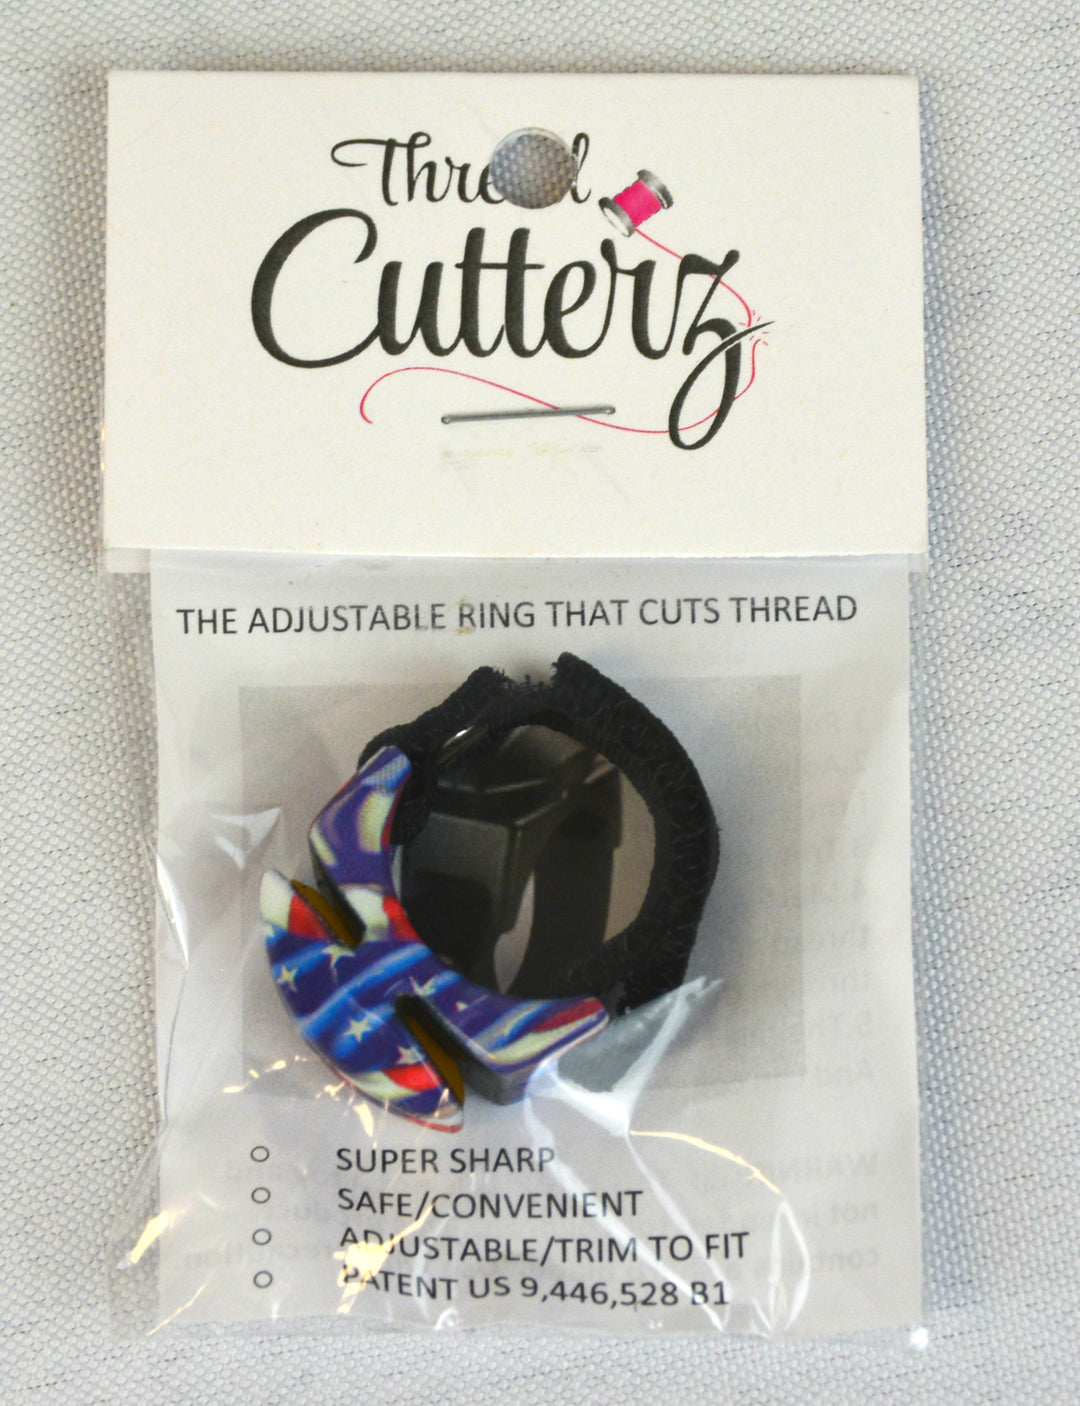 Thread
Cutterz
THE ADJUSTABLE RING THAT CUTS THREAD
SUPER SHARP
SAFE/CONVENIENT
ADJUSTABLE/TRIM TO FIT
PATENT US 9,446,528 B1